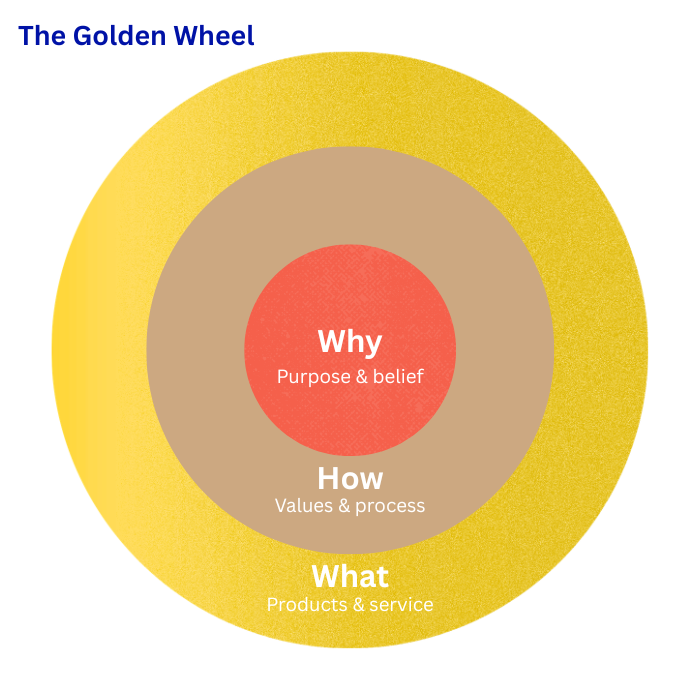 The Golden Wheel
Why
Purpose & belief
How
Values & process
What
Products & service